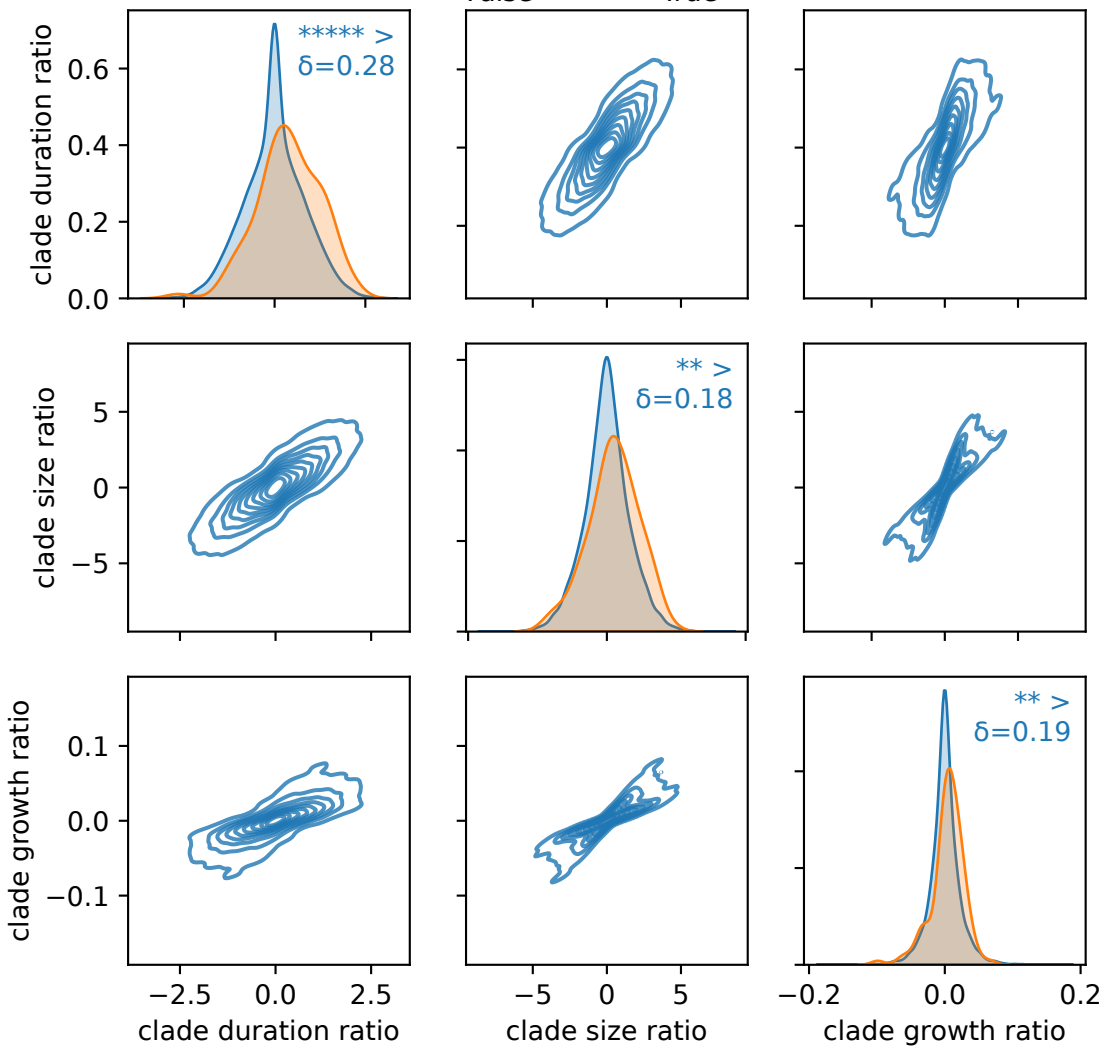 False True
clade duration ratio
0.6
0.4
0.2
0.0
***** >
δ=0.28
clade size ratio
5
0
−5
** >
δ=0.18
clade growth ratio
0.1
0.0
−0.1
** >
δ=0.19
−2.5 0.0 2.5 −5 0 5 −0.2 0.0 0.2
clade duration ratio clade size ratio clade growth ratio